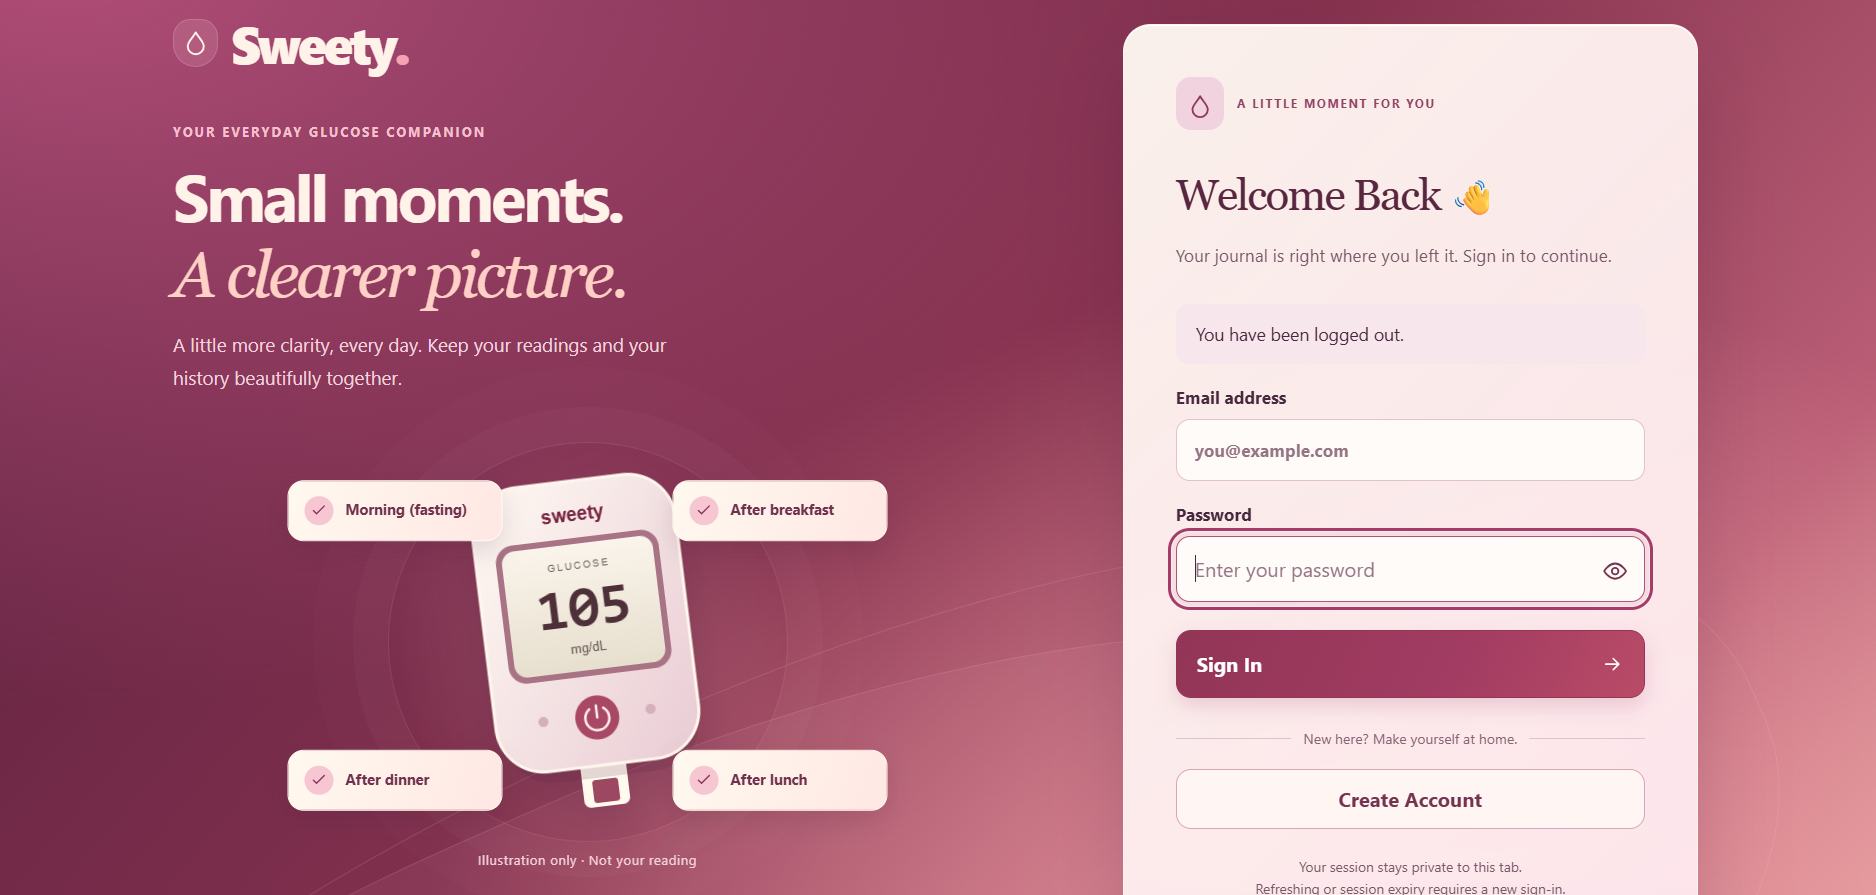 Sweety.
YOUR EVERYDAY GLUCOSE COMPANION
Small moments.
A clearer picture.
A little more clarity, every day. Keep your readings and your
history beautifully together.
Morning (fasting)
After breakfast
sweety
GLUCOSE
105
mg/dL
After dinner
After lunch
Illustration only · Not your reading
A LITTLE MOMENT FOR YOU
Welcome Back 👋
Your journal is right where you left it. Sign in to continue.
You have been logged out.
Email address
you@example.com
Password
Enter your password
Sign In →
New here? Make yourself at home.
Create Account
Your session stays private to this tab.
Refreshing or session expiry requires a new sign-in.